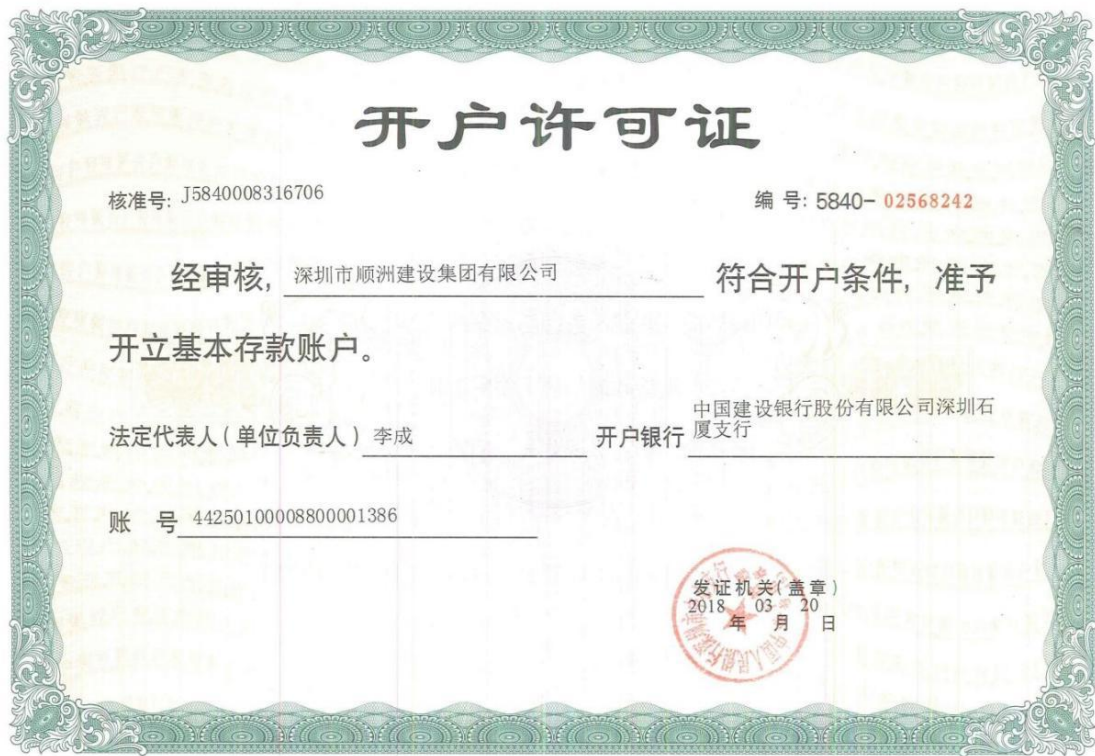 开户许可证
核准号: J5840008316706
编 号: 5840- 02568242
经审核, 深圳市顺洲建设集团有限公司 符合开户条件, 准予
开立基本存款账户。
法定代表人(单位负责人) 李成
开户银行 中国建设银行股份有限公司深圳石
厦支行
账 号 44250100008800001386
发证机关(盖章)
2018 03 20
年 月 日